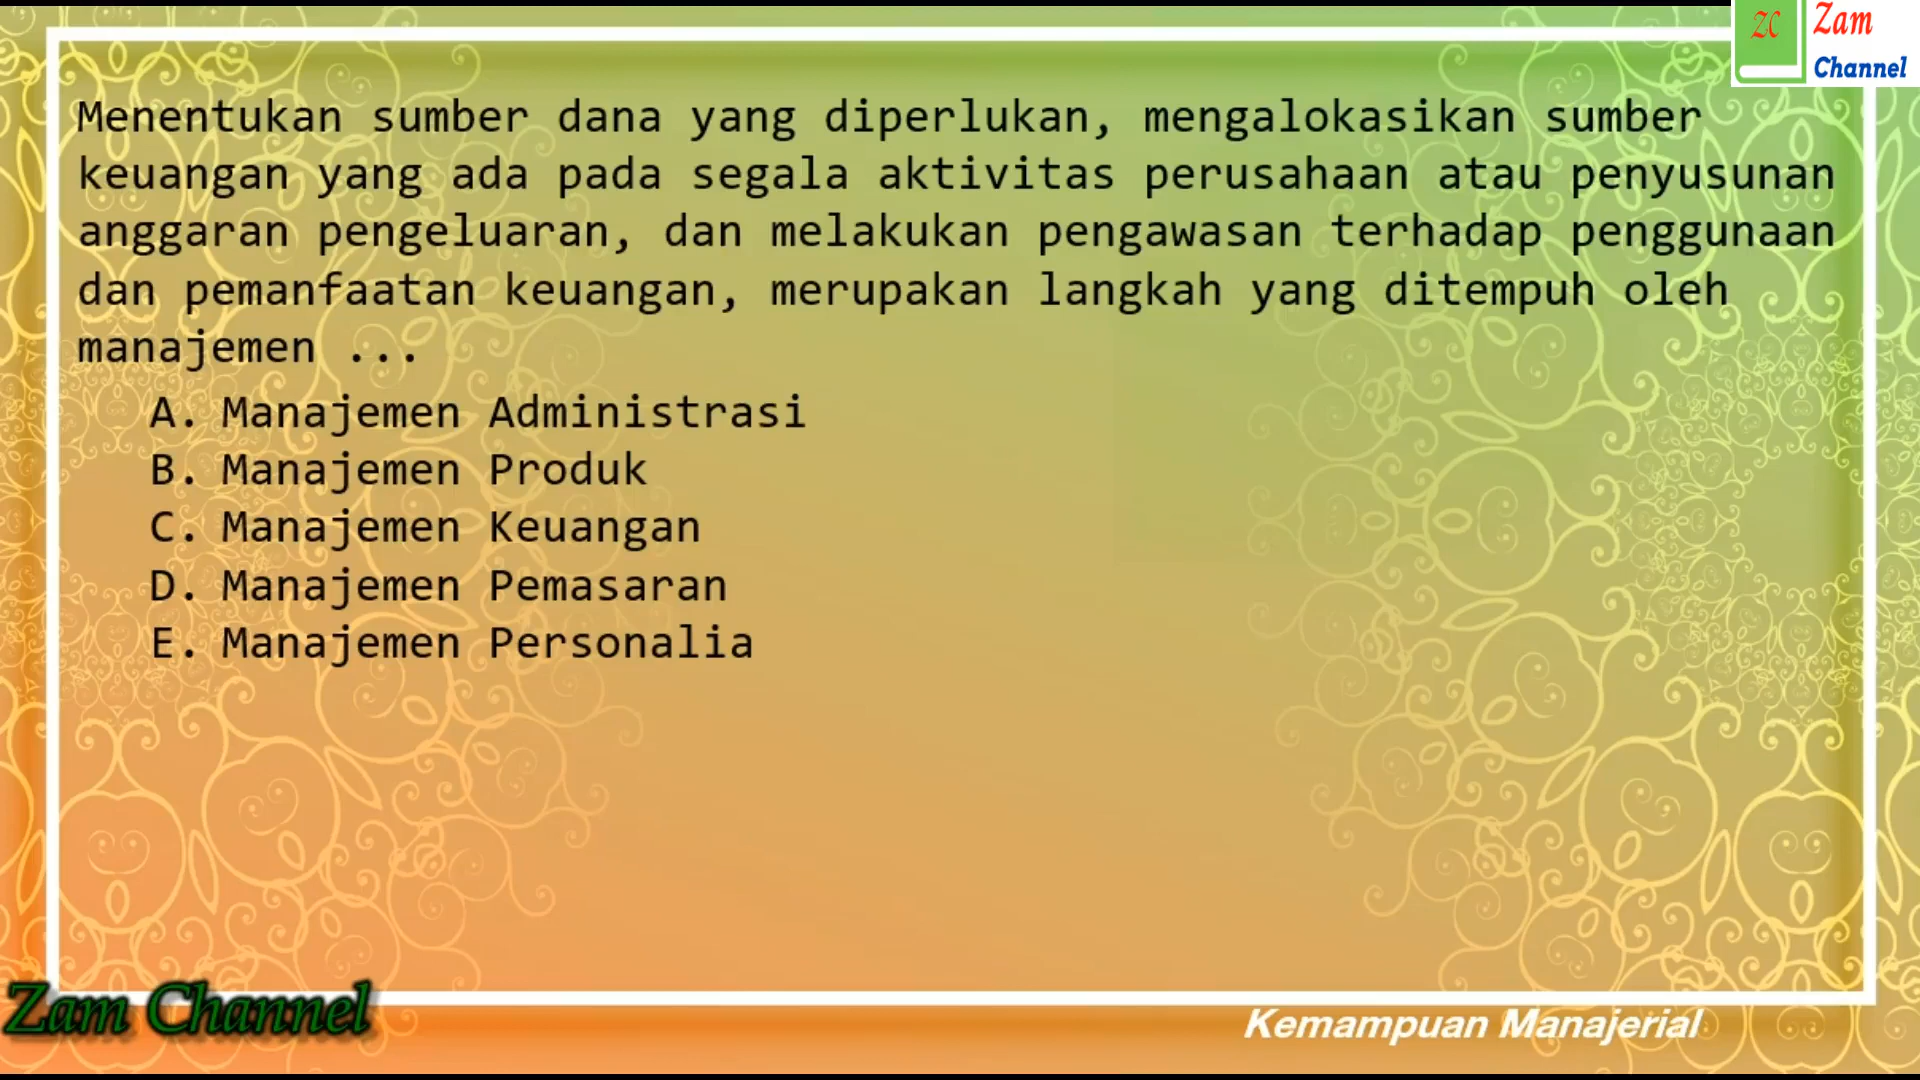 ZC
Zam
Channel
Menentukan sumber dana yang diperlukan, mengalokasikan sumber
keuangan yang ada pada segala aktivitas perusahaan atau penyusunan
anggaran pengeluaran, dan melakukan pengawasan terhadap penggunaan
dan pemanfaatan keuangan, merupakan langkah yang ditempuh oleh
manajemen ...
A. Manajemen Administrasi
B. Manajemen Produk
C. Manajemen Keuangan
D. Manajemen Pemasaran
E. Manajemen Personalia
Zam Channel
Kemampuan Manajerial